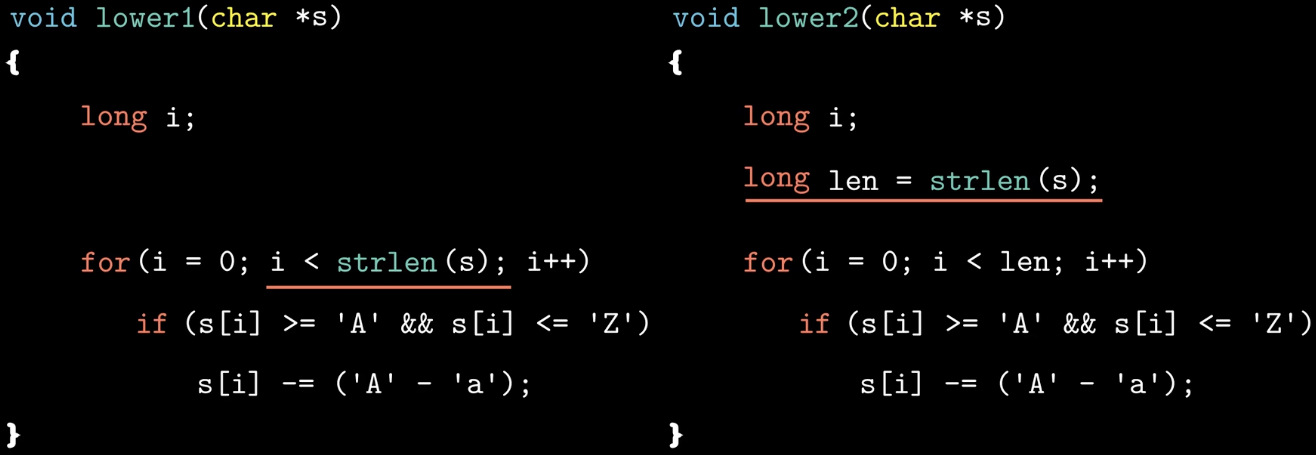 void lower1(char *s)
{
long i;
for(i = 0; i < strlen(s); i++)
if (s[i] >= 'A' && s[i] <= 'Z')
s[i] -= ('A' - 'a');
}
void lower2(char *s)
{
long i;
long len = strlen(s);
for(i = 0; i < len; i++)
if (s[i] >= 'A' && s[i] <= 'Z')
s[i] -= ('A' - 'a');
}